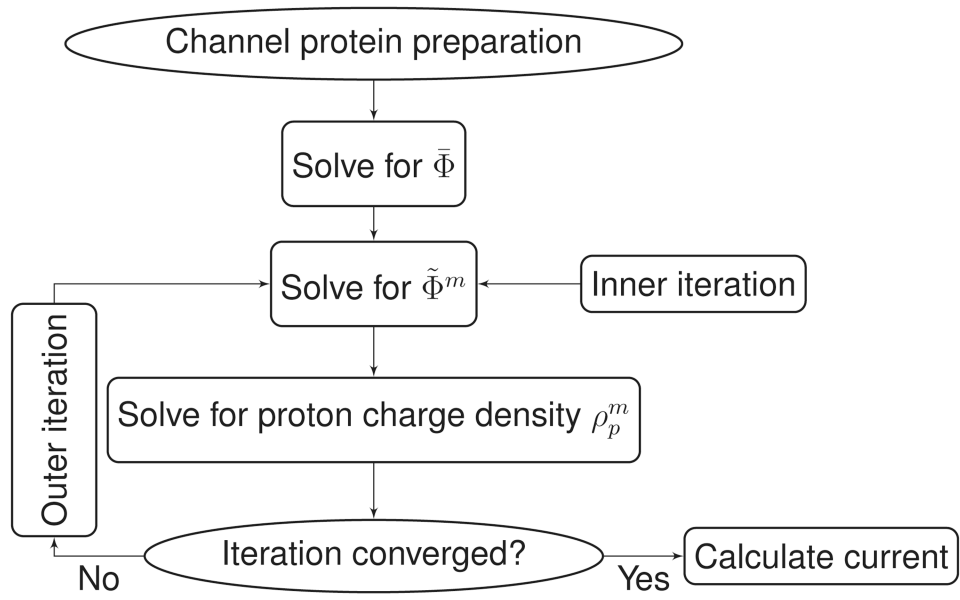 Channel protein preparation
Solve for Φ̄
Solve for Φ̃ᵐ
Inner iteration
Outer iteration
Solve for proton charge density ρₚᵐ
Iteration converged?
No
Yes
Calculate current